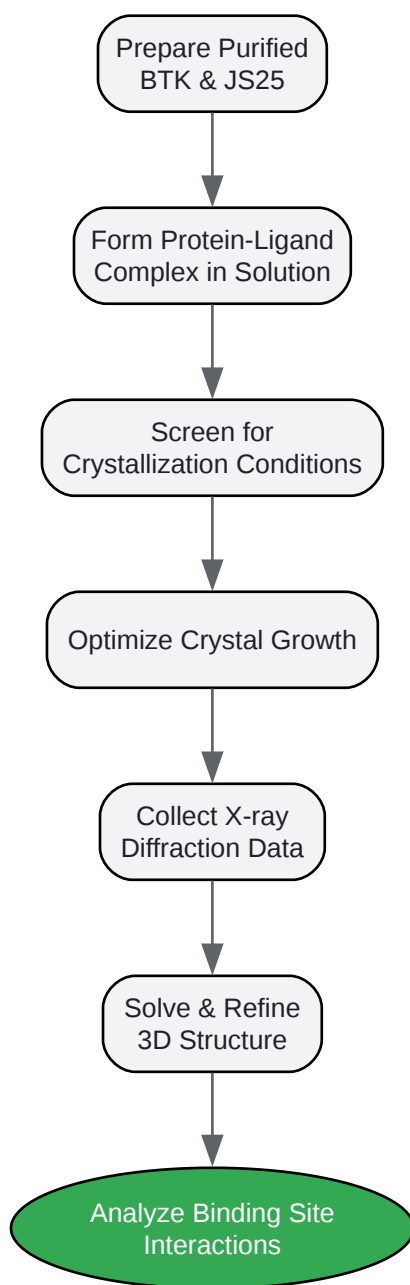 Prepare Purified
BTK & JS25
Form Protein-Ligand
Complex in Solution
Screen for
Crystallization Conditions
Optimize Crystal Growth
Collect X-ray
Diffraction Data
Solve & Refine
3D Structure
Analyze Binding Site
Interactions